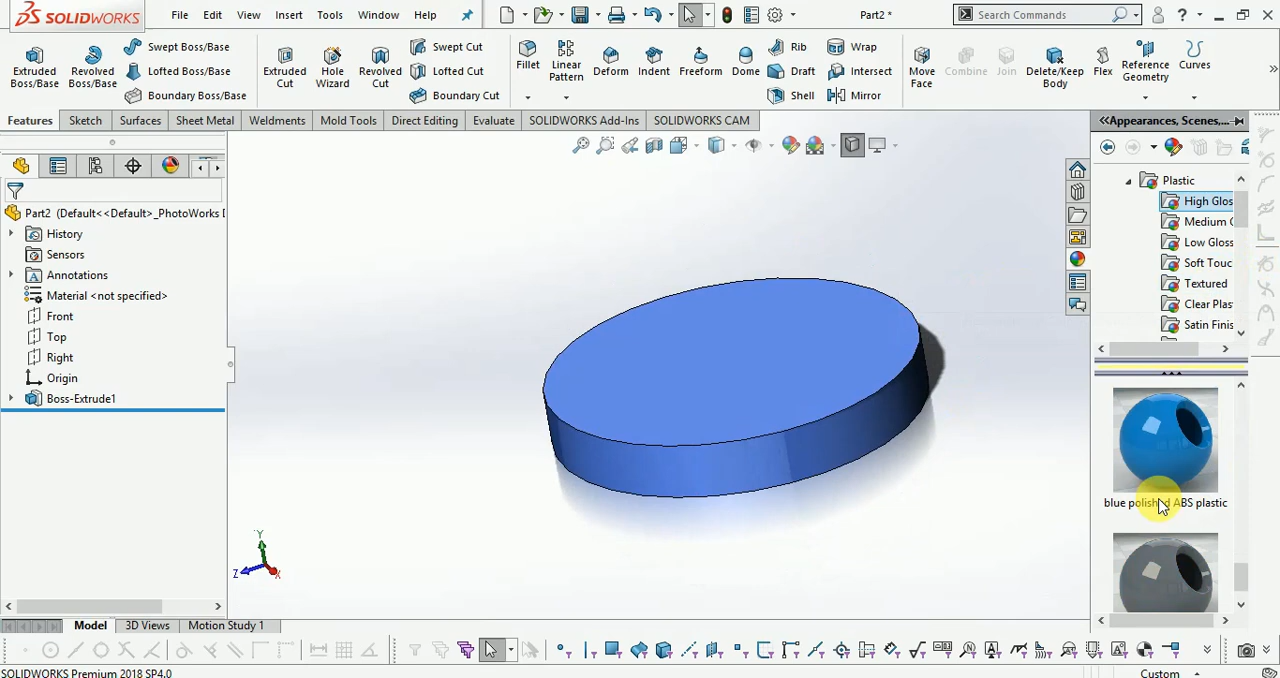 SOLIDWORKS File Edit View Insert Tools Window Help Part2 * Search Commands
Extruded Boss/Base Revolved Boss/Base Swept Boss/Base Lofted Boss/Base Boundary Boss/Base Extruded Cut Hole Wizard Revolved Cut Swept Cut Lofted Cut Boundary Cut Fillet Linear Pattern Deform Indent Freeform Dome Rib Draft Shell Wrap Intersect Mirror Move Face Combine Join Delete/Keep Body Flex Reference Geometry Curves
Features Sketch Surfaces Sheet Metal Weldments Mold Tools Direct Editing Evaluate SOLIDWORKS Add-Ins SOLIDWORKS CAM
Appearances, Scenes,...
Part2 (Default<<Default>_PhotoWorks D
History
Sensors
Annotations
Material <not specified>
Front
Top
Right
Origin
Boss-Extrude1
Plastic
High Glos
Medium G
Low Gloss
Soft Touc
Textured
Clear Plas
Satin Finis
blue polished ABS plastic
Y
Z X
Model 3D Views Motion Study 1
SOLIDWORKS Premium 2018 SP4.0 Custom